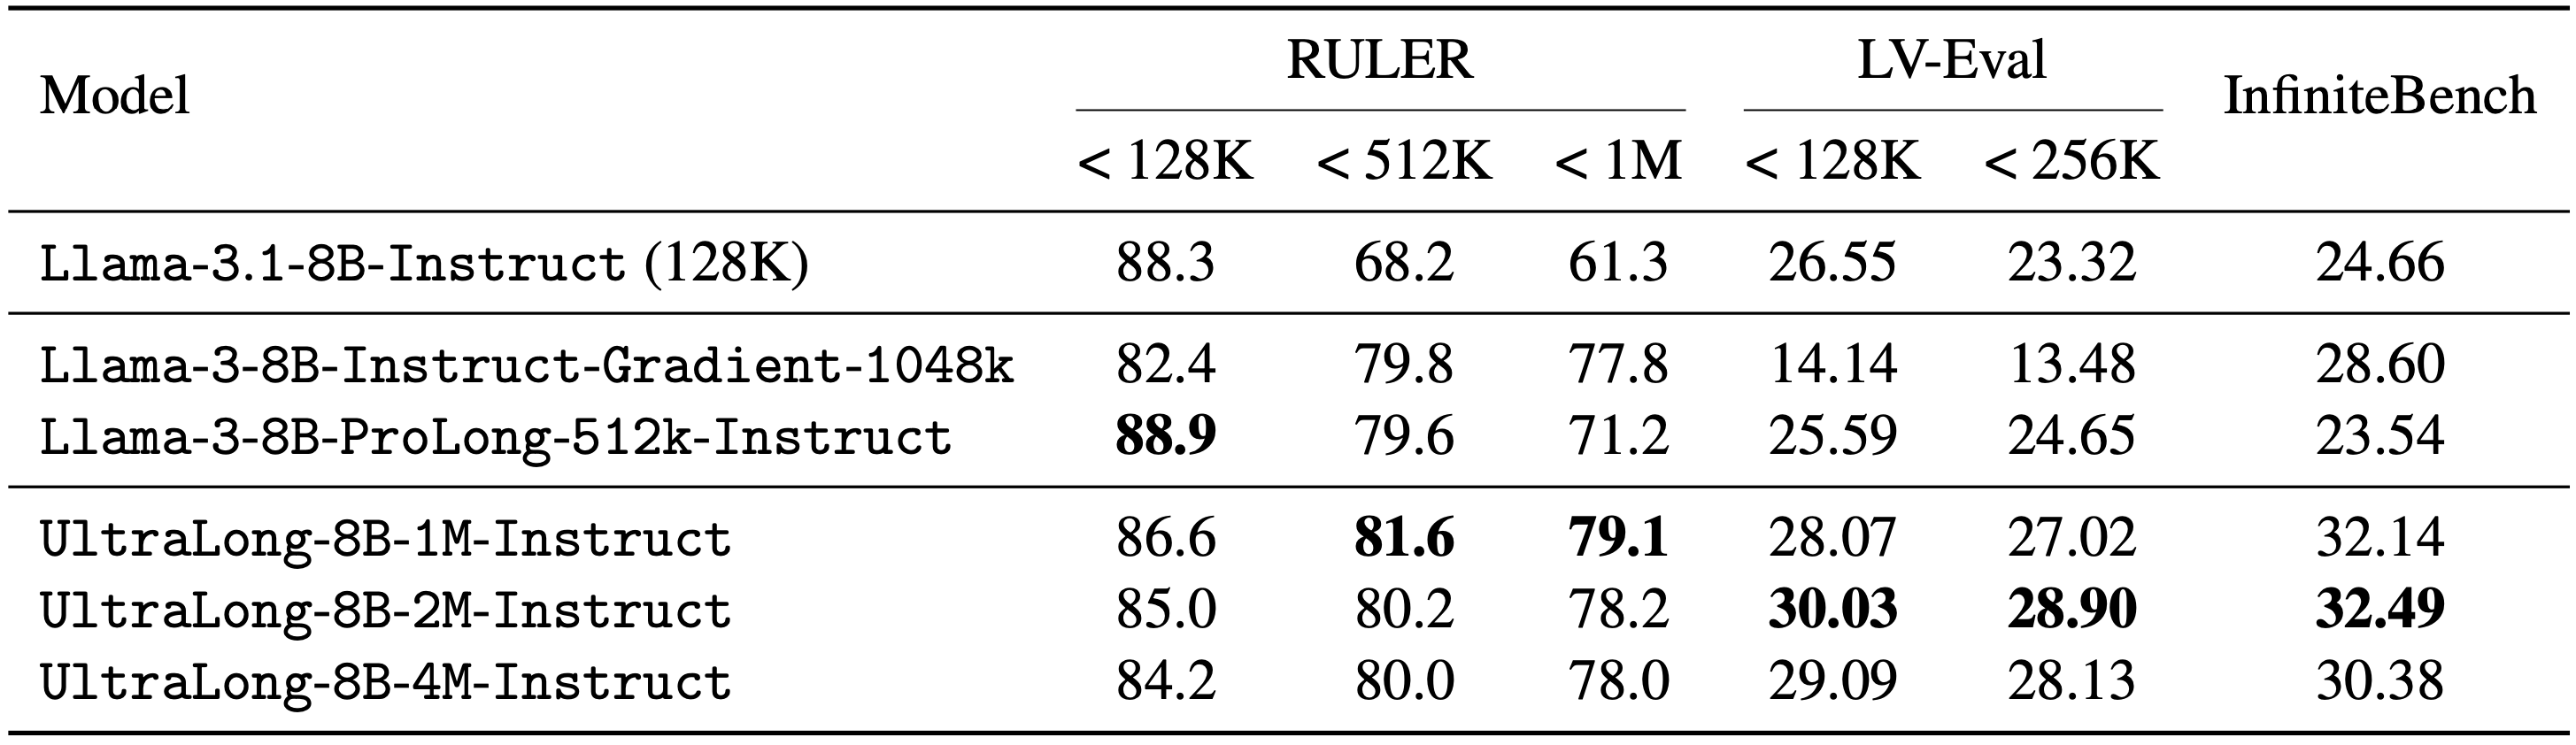 Model RULER LV-Eval InfiniteBench
< 128K < 512K < 1M < 128K < 256K
Llama-3.1-8B-Instruct (128K) 88.3 68.2 61.3 26.55 23.32 24.66
Llama-3-8B-Instruct-Gradient-1048k 82.4 79.8 77.8 14.14 13.48 28.60
Llama-3-8B-ProLong-512k-Instruct 88.9 79.6 71.2 25.59 24.65 23.54
UltraLong-8B-1M-Instruct 86.6 81.6 79.1 28.07 27.02 32.14
UltraLong-8B-2M-Instruct 85.0 80.2 78.2 30.03 28.90 32.49
UltraLong-8B-4M-Instruct 84.2 80.0 78.0 29.09 28.13 30.38